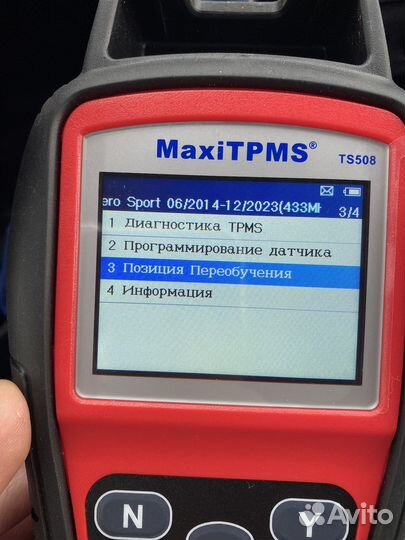 MaxiTPMS®
TS508
ero Sport 06/2014-12/2023(433MH
3/4
1 Диагностика TPMS
2 Программирование датчика
3 Позиция Переобучения
4 Информация
N
Y
Avito